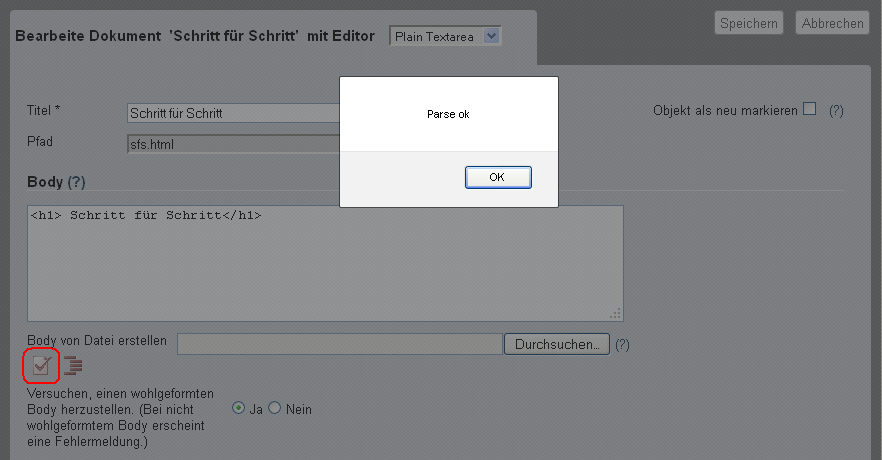 Bearbeite Dokument 'Schritt für Schritt' mit Editor Plain Textarea Speichern Abbrechen
Parse ok
OK
Titel * Schritt für Schritt Objekt als neu markieren (?)
Pfad sfs.html
Body (?)
<h1> Schritt für Schritt</h1>
Body von Datei erstellen Durchsuchen... (?)
Versuchen, einen wohlgeformten
Body herzustellen. (Bei nicht
wohlgeformtem Body erscheint
eine Fehlermeldung.)
Ja Nein